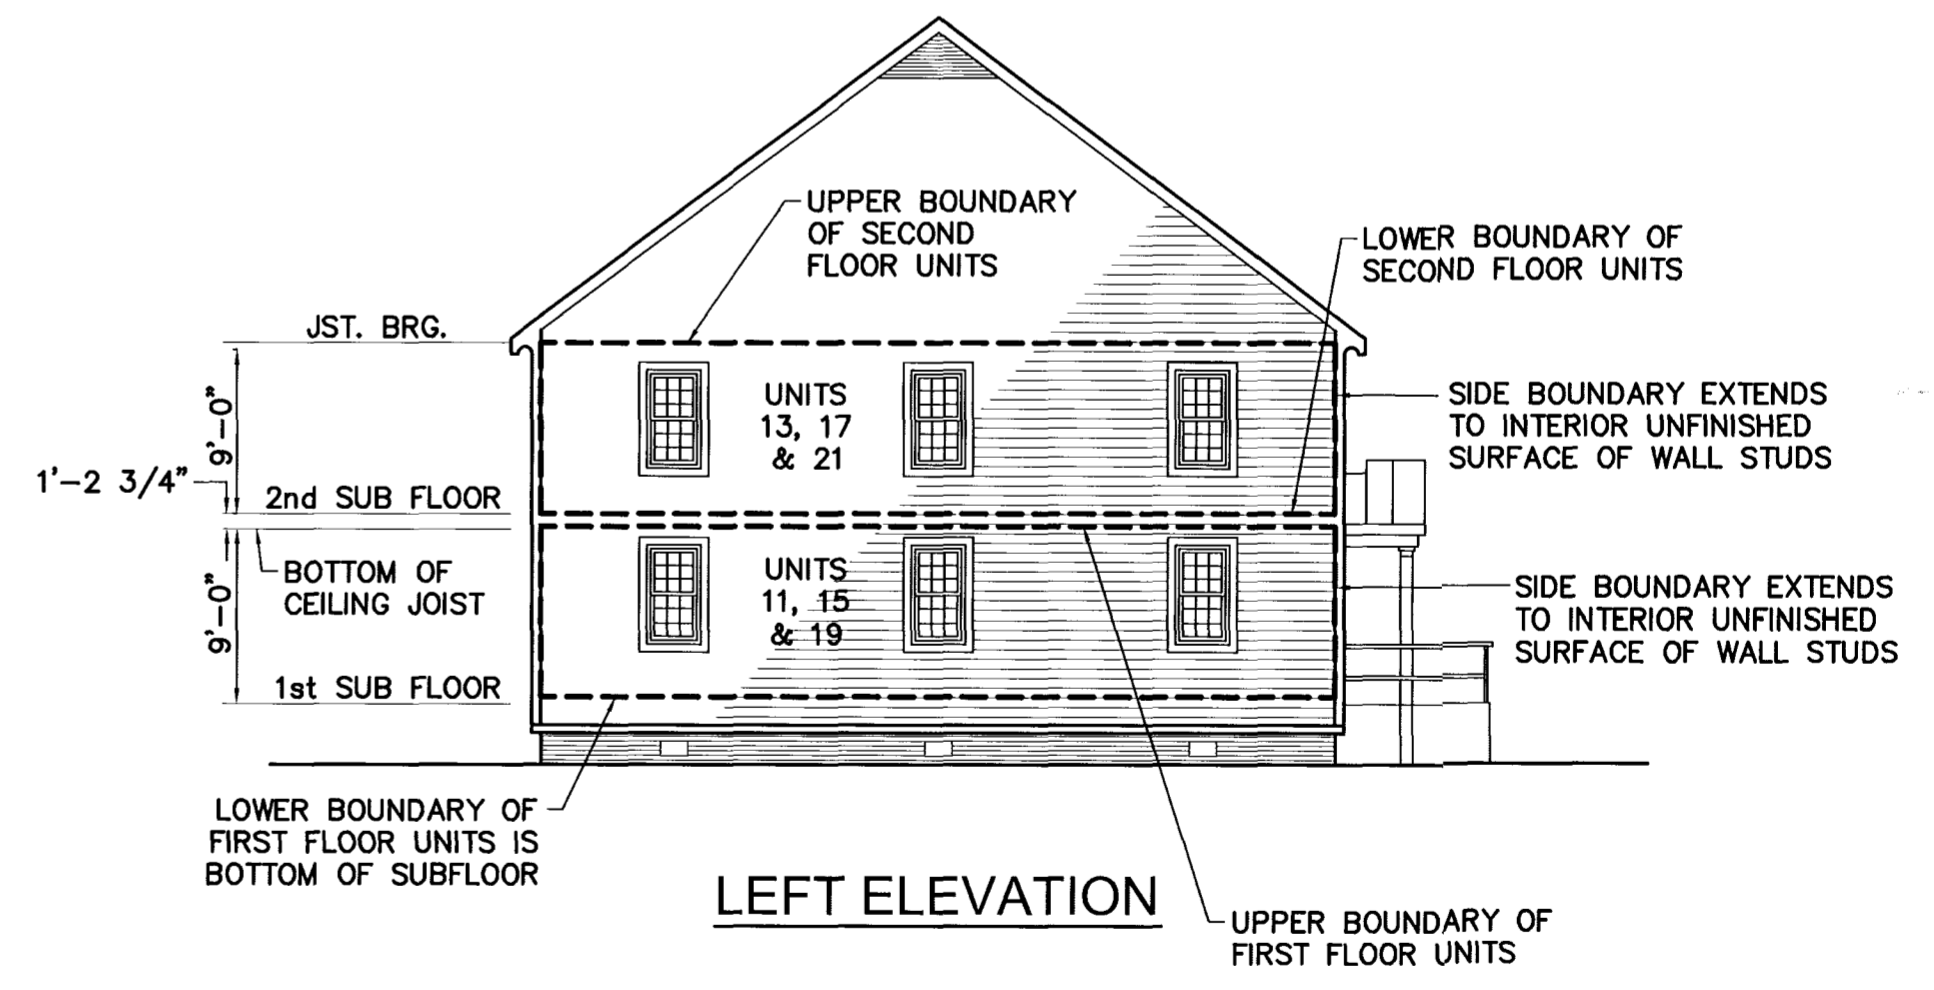 UPPER BOUNDARY
OF SECOND
FLOOR UNITS
LOWER BOUNDARY OF
SECOND FLOOR UNITS
JST. BRG.
9'-0"
1'-2 3/4"
2nd SUB FLOOR
UNITS
13, 17
& 21
SIDE BOUNDARY EXTENDS
TO INTERIOR UNFINISHED
SURFACE OF WALL STUDS
BOTTOM OF
CEILING JOIST
9'-0"
1st SUB FLOOR
UNITS
11, 15
& 19
SIDE BOUNDARY EXTENDS
TO INTERIOR UNFINISHED
SURFACE OF WALL STUDS
LOWER BOUNDARY OF
FIRST FLOOR UNITS IS
BOTTOM OF SUBFLOOR
LEFT ELEVATION
UPPER BOUNDARY OF
FIRST FLOOR UNITS